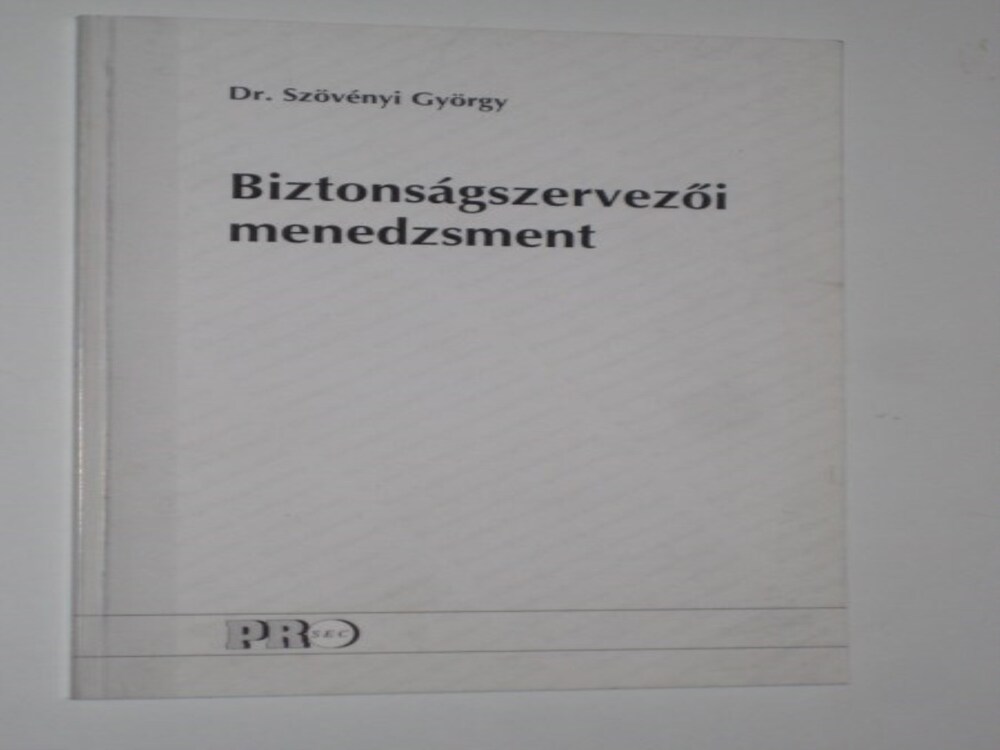 Dr. Szövényi György
Biztonságszervezői
menedzsment
PRO
SEC